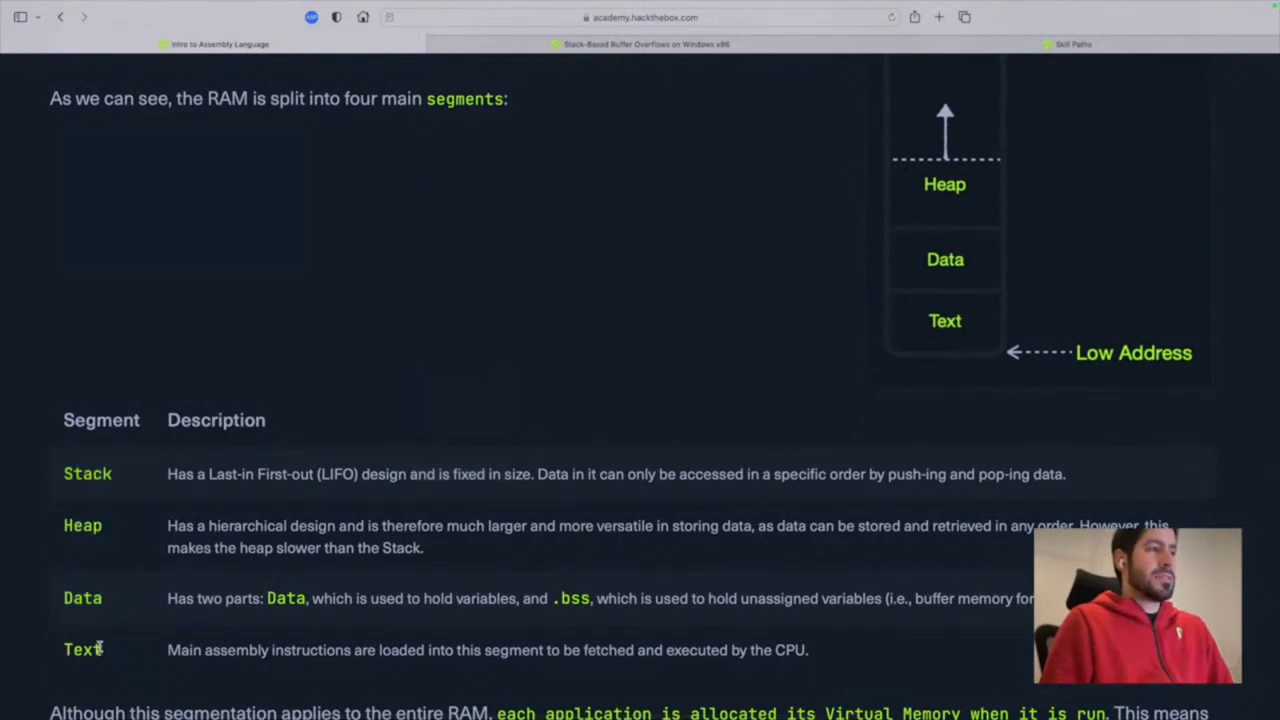 academy.hackthebox.com
Intro to Assembly Language
Stack-Based Buffer Overflows on Windows x86
Skill Paths
As we can see, the RAM is split into four main segments:
Heap
Data
Text
Low Address
Segment Description
Stack Has a Last-in First-out (LIFO) design and is fixed in size. Data in it can only be accessed in a specific order by push-ing and pop-ing data.
Heap Has a hierarchical design and is therefore much larger and more versatile in storing data, as data can be stored and retrieved in any order. However, this
makes the heap slower than the Stack.
Data Has two parts: Data, which is used to hold variables, and .bss, which is used to hold unassigned variables (i.e., buffer memory for
Text Main assembly instructions are loaded into this segment to be fetched and executed by the CPU.
Although this segmentation applies to the entire RAM, each application is allocated its Virtual Memory when it is run. This means